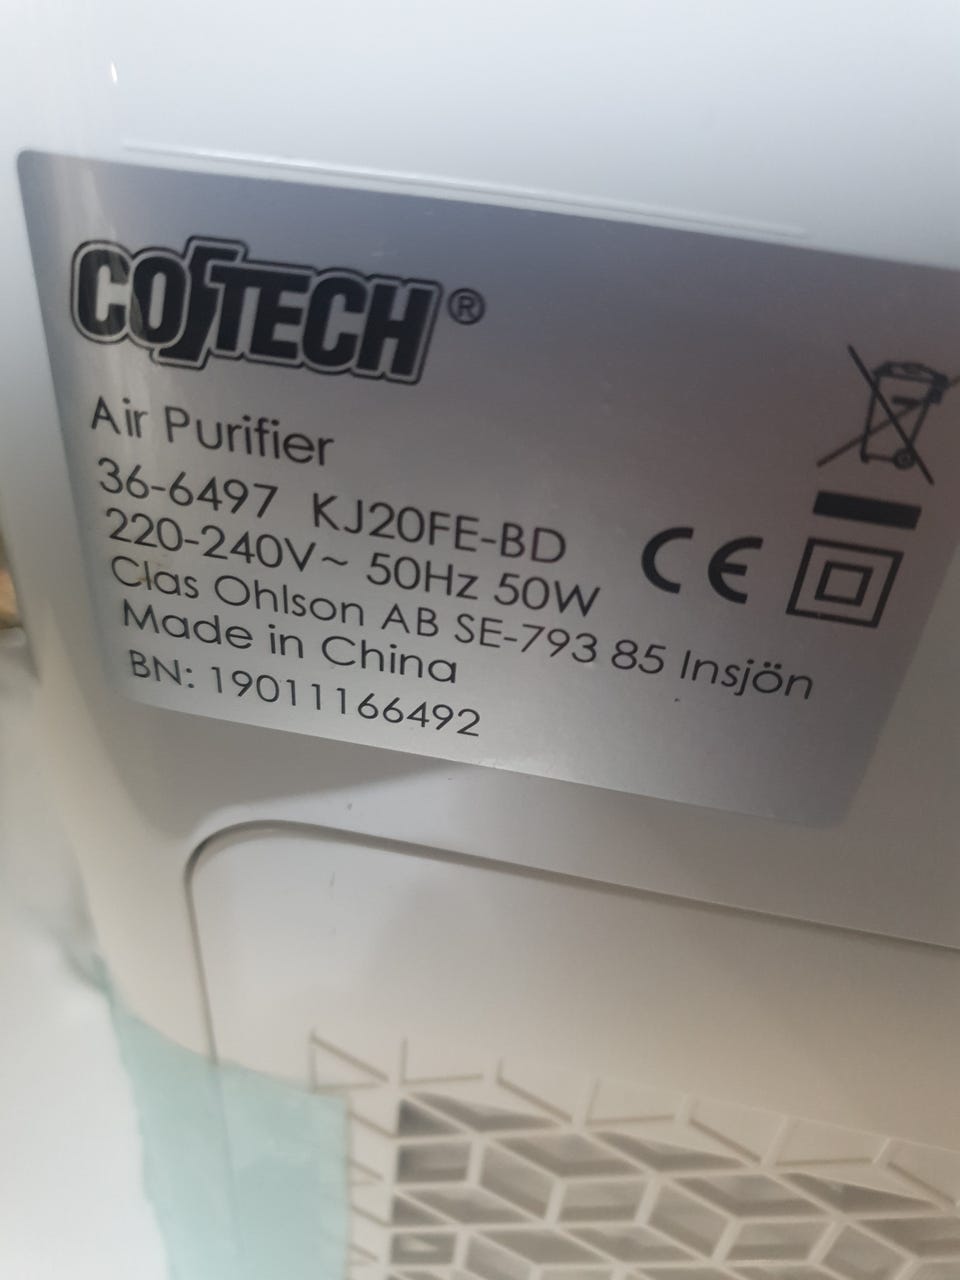 COTECH®
Air Purifier
36-6497 KJ20FE-BD
220-240V~ 50Hz 50W
CE
Clas Ohlson AB SE-793 85 Insjön
Made in China
BN: 19011166492